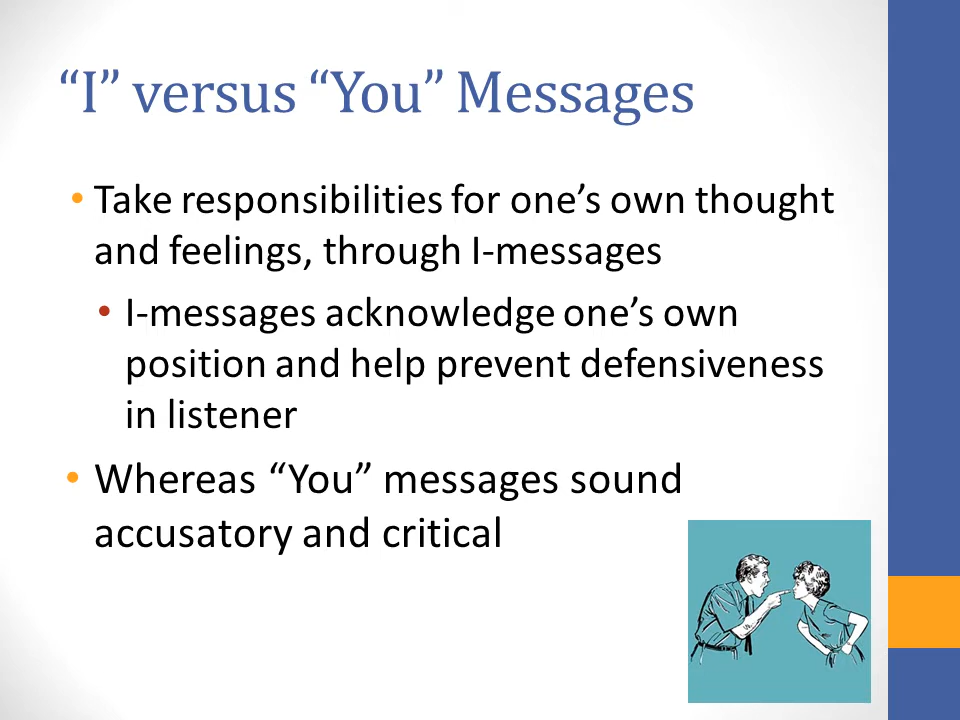 “I” versus “You” Messages
• Take responsibilities for one’s own thought
and feelings, through I-messages
• I-messages acknowledge one’s own
position and help prevent defensiveness
in listener
• Whereas “You” messages sound
accusatory and critical